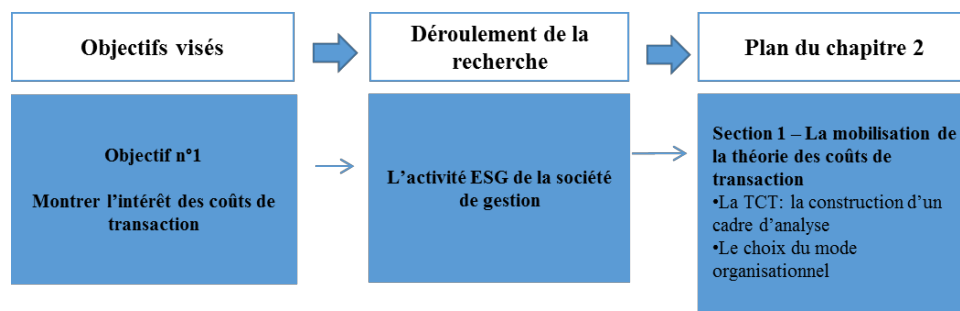 Objectifs visés
Déroulement de la
recherche
Plan du chapitre 2
Objectif n°1
Montrer l’intérêt des coûts de
transaction
L’activité ESG de la société
de gestion
Section 1 – La mobilisation de
la théorie des coûts de
transaction
•La TCT: la construction d’un
cadre d’analyse
•Le choix du mode
organisationnel